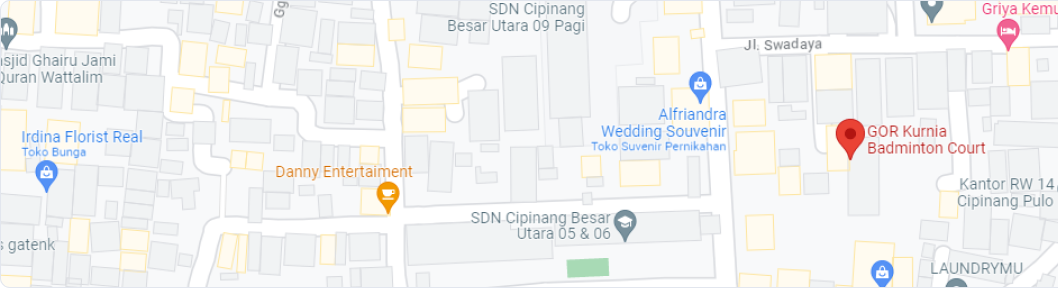 Gg
SDN Cipinang
Besar Utara 09 Pagi
Griya Kemu
Jl. Swadaya
asjid Ghairu Jami
Quran Wattalim
Alfriandra
Wedding Souvenir
Toko Suvenir Pernikahan
GOR Kurnia
Badminton Court
Irdina Florist Real
Toko Bunga
Danny Entertaiment
Kantor RW 14
Cipinang Pulo
SDN Cipinang Besar
Utara 05 & 06
s gatenk
LAUNDRYMU